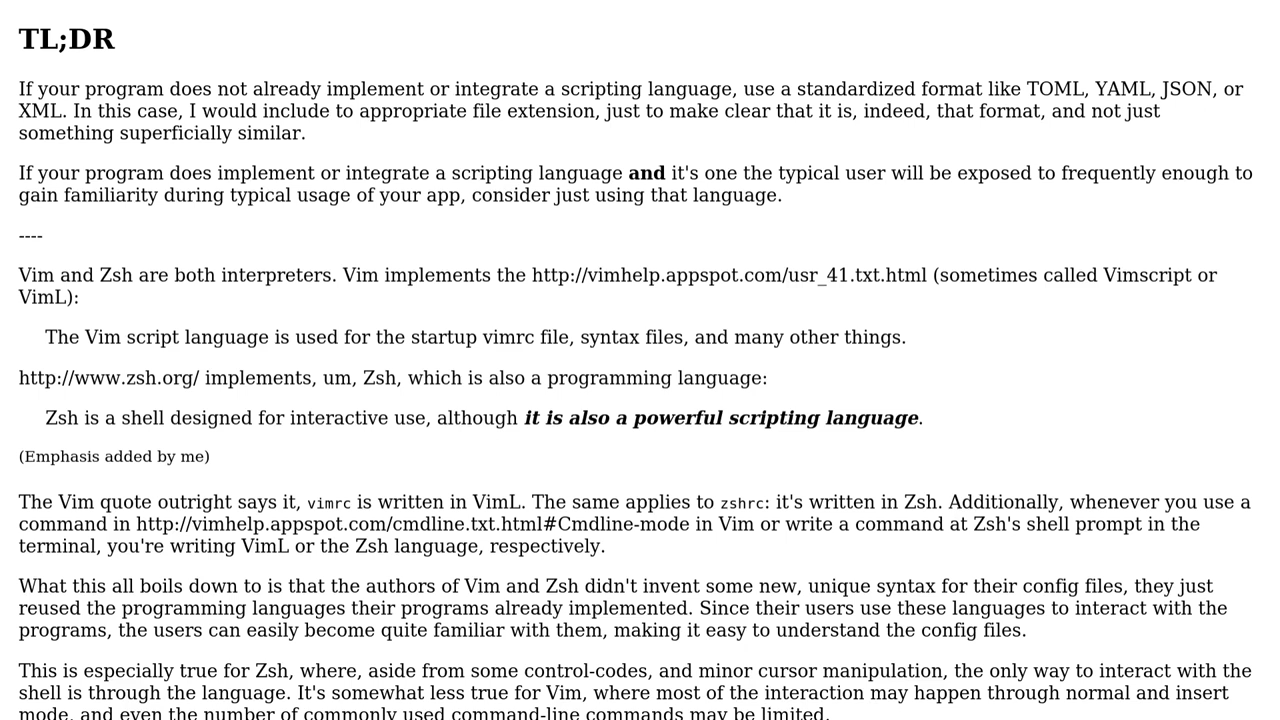 TL;DR
If your program does not already implement or integrate a scripting language, use a standardized format like TOML, YAML, JSON, or
XML. In this case, I would include to appropriate file extension, just to make clear that it is, indeed, that format, and not just
something superficially similar.
If your program does implement or integrate a scripting language and it's one the typical user will be exposed to frequently enough to
gain familiarity during typical usage of your app, consider just using that language.
----
Vim and Zsh are both interpreters. Vim implements the http://vimhelp.appspot.com/usr_41.txt.html (sometimes called Vimscript or
VimL):
The Vim script language is used for the startup vimrc file, syntax files, and many other things.
http://www.zsh.org/ implements, um, Zsh, which is also a programming language:
Zsh is a shell designed for interactive use, although it is also a powerful scripting language.
(Emphasis added by me)
The Vim quote outright says it, vimrc is written in VimL. The same applies to zshrc: it's written in Zsh. Additionally, whenever you use a
command in http://vimhelp.appspot.com/cmdline.txt.html#Cmdline-mode in Vim or write a command at Zsh's shell prompt in the
terminal, you're writing VimL or the Zsh language, respectively.
What this all boils down to is that the authors of Vim and Zsh didn't invent some new, unique syntax for their config files, they just
reused the programming languages their programs already implemented. Since their users use these languages to interact with the
programs, the users can easily become quite familiar with them, making it easy to understand the config files.
This is especially true for Zsh, where, aside from some control-codes, and minor cursor manipulation, the only way to interact with the
shell is through the language. It's somewhat less true for Vim, where most of the interaction may happen through normal and insert
mode, and even the number of commonly used command-line commands may be limited.